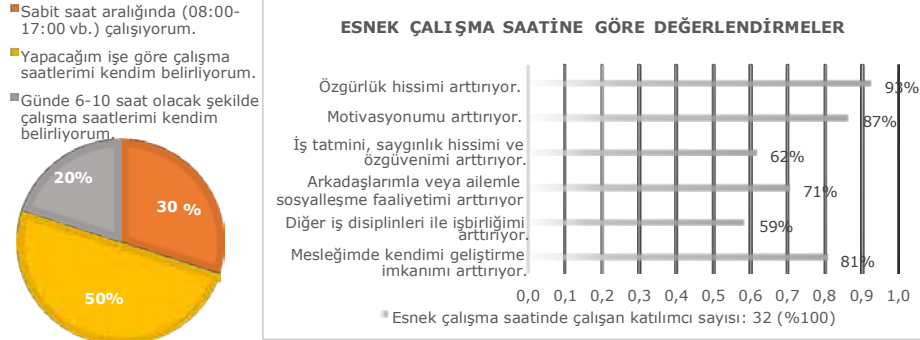 Sabit saat aralığında (08:00-
17:00 vb.) çalışıyorum.
Yapacağım işe göre çalışma
saatlerimi kendim belirliyorum.
Günde 6-10 saat olacak şekilde
çalışma saatlerimi kendim
belirliyorum.
20%
30 %
50%
ESNEK ÇALIŞMA SAATİNE GÖRE DEĞERLENDİRMELER
Özgürlük hissimi arttırıyor.
93%
Motivasyonumu arttırıyor.
87%
İş tatmini, saygınlık hissimi ve
özgüvenimi arttırıyor.
62%
Arkadaşlarımla veya ailemle
sosyalleşme faaliyetimi arttırıyor
71%
Diğer iş disiplinleri ile işbirliğimi
arttırıyor.
59%
Mesleğimde kendimi geliştirme
imkanımı arttırıyor.
81%
0,0 0,1 0,2 0,3 0,4 0,5 0,6 0,7 0,8 0,9 1,0
Esnek çalışma saatinde çalışan katılımcı sayısı: 32 (%100)